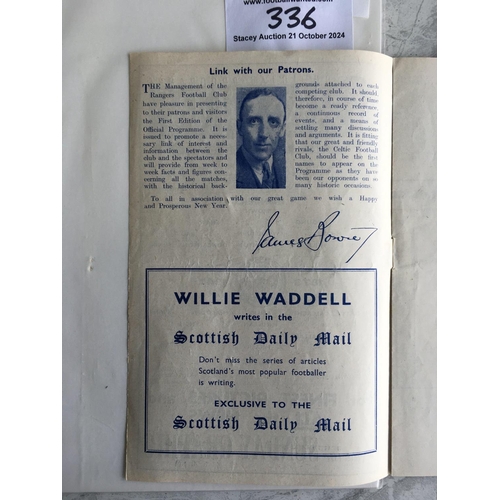 www.footballwanted.com
336
Stacey Auction 21 October 2024
Link with our Patrons.
THE Management of the
Rangers Football Club
have pleasure in presenting
to their patrons and visitors
the First Edition of the
Official Programme. It is
issued to promote a neces-
sary link of interest and
information between the
club and the spectators and
will provide from week to
week facts and figures con-
cerning all the matches,
with the historical back-
grounds attached to each
competing club. It should,
therefore, in course of time
become a ready reference,
a continuous record of
events, and a means of
settling many discussions
and arguments. It is fitting
that our great and friendly
rivals, the Celtic Football
Club, should be the first
names to appear on the
Programme as they have
been our opponents on so
many historic occasions.
To all in association with our great game we wish a Happy
and Prosperous New Year.
James Bowie
WILLIE WADDELL
writes in the
Scottish Daily Mail
Don't miss the series of articles
Scotland's most popular footballer
is writing.
EXCLUSIVE TO THE
Scottish Daily Mail